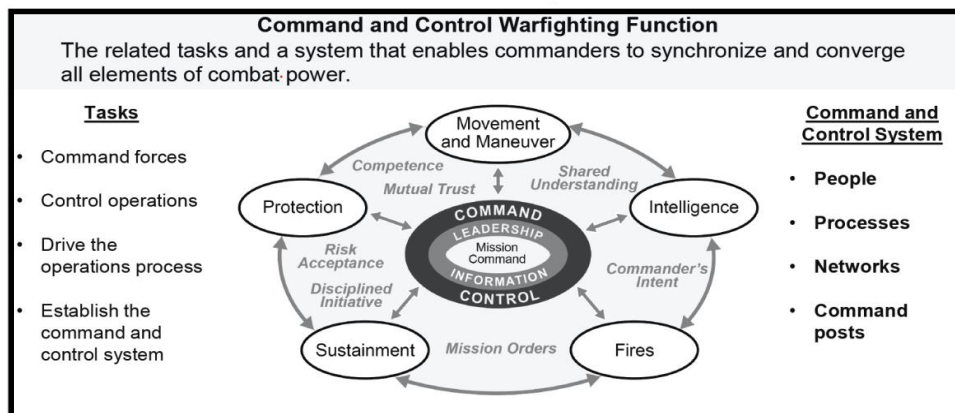 Command and Control Warfighting Function
The related tasks and a system that enables commanders to synchronize and converge
all elements of combat power.
Tasks
• Command forces
• Control operations
• Drive the
operations process
• Establish the
command and
control system
Movement
and Maneuver
Competence
Mutual Trust
Shared
Understanding
Protection
Intelligence
COMMAND
LEADERSHIP
Mission
Command
INFORMATION
CONTROL
Risk
Acceptance
Disciplined
Initiative
Commander's
Intent
Sustainment
Mission Orders
Fires
Command and
Control System
• People
• Processes
• Networks
• Command
posts